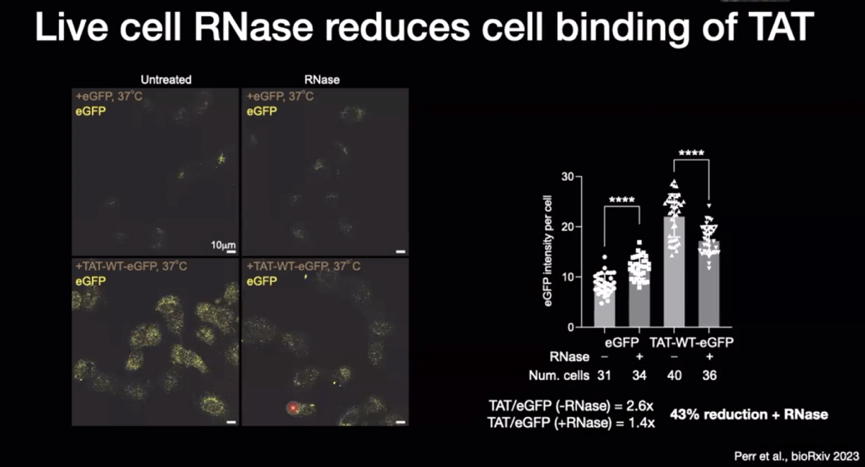 Live cell RNase reduces cell binding of TAT
Untreated
RNase
+eGFP, 37°C
eGFP
10μm
+eGFP, 37°C
eGFP
+TAT-WT-eGFP, 37°C
eGFP
+TAT-WT-eGFP, 37°C
eGFP
eGFP intensity per cell
30
20
10
0
****
****
eGFP TAT-WT-eGFP
RNase - + - +
Num. cells 31 34 40 36
TAT/eGFP (-RNase) = 2.6x
TAT/eGFP (+RNase) = 1.4x
43% reduction + RNase
Perr et al., bioRxiv 2023